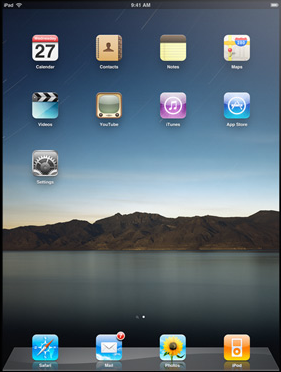 iPad 9:41 AM
Wednesday
27
Calendar Contacts Notes Maps
280
Videos YouTube iTunes App Store
Settings
Safari Mail Photos iPod